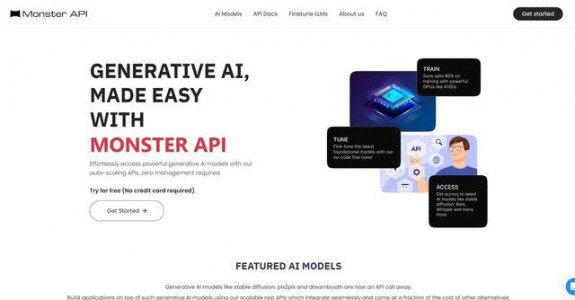 Monster API
AI Models
API Docs
Finetune LLMs
About us
FAQ
Get started
GENERATIVE AI,
MADE EASY
WITH
MONSTER API
Effortlessly access powerful generative AI models with our
auto-scaling APIs, zero management required.
Try for free (No credit card required).
Get Started →
TRAIN
Save upto 80% on
training with powerful
GPUs like A100s
TUNE
Fine-tune the latest
foundational models with our
no-code fine-tuner
API
ACCESS
Get access to latest
AI models like stable
diffusion, Bark,
Whisper and many
more
FEATURED AI MODELS
Generative AI models like stable diffusion, pix2pix and dreambooth are now an API call away.
Build applications on top of such generative AI models using our scalable rest APIs which integrate seamlessly and come at a fraction of the cost of other alternatives.